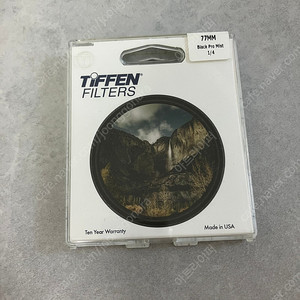 77MM
Black Pro Mist
1/4
TIFFEN®
FILTERS
Ten Year Warranty
Made in USA